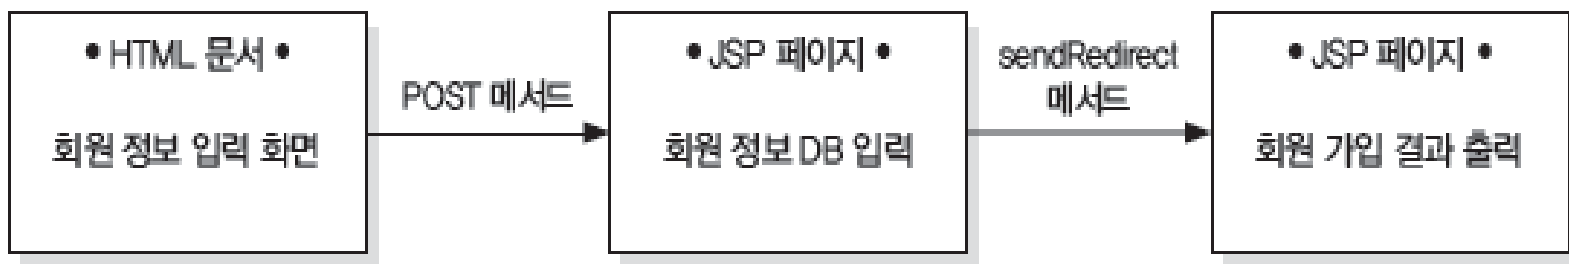 • HTML 문서 •
회원 정보 입력 화면
POST 메서드
• JSP 페이지 •
회원 정보 DB 입력
sendRedirect
메서드
• JSP 페이지 •
회원 가입 결과 출력